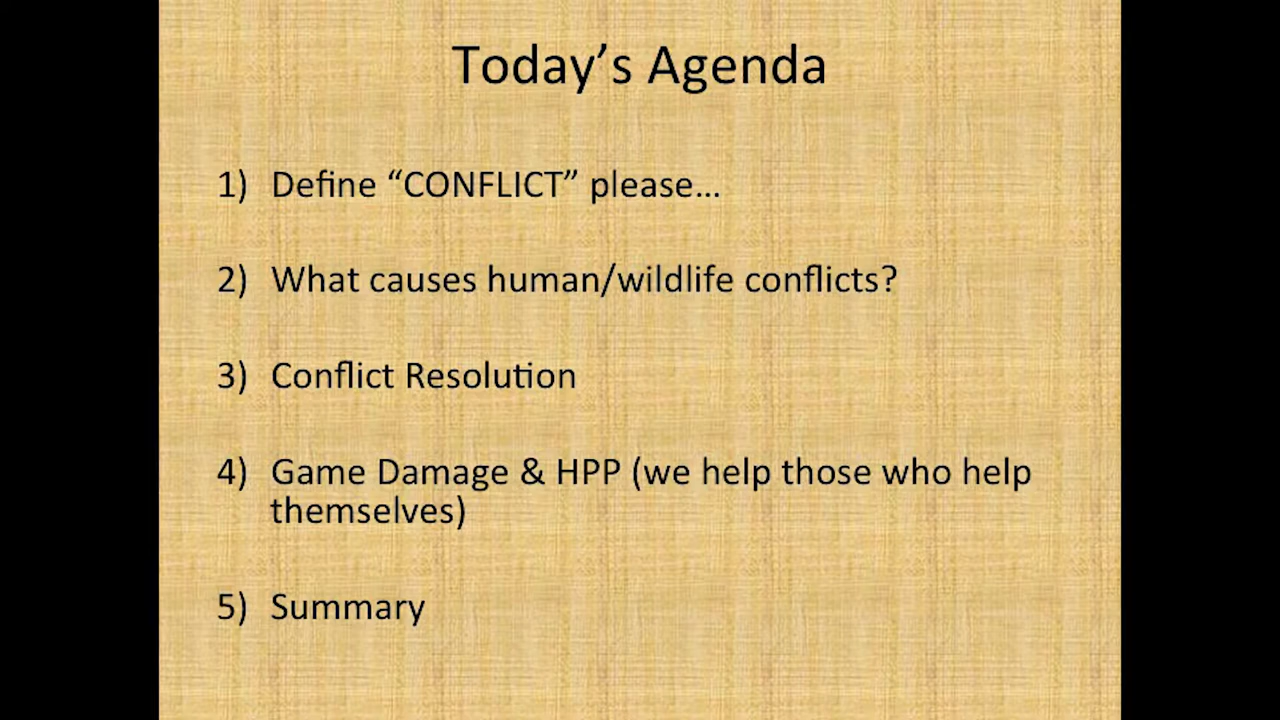 Today’s Agenda
1) Define “CONFLICT” please…
2) What causes human/wildlife conflicts?
3) Conflict Resolution
4) Game Damage & HPP (we help those who help
themselves)
5) Summary